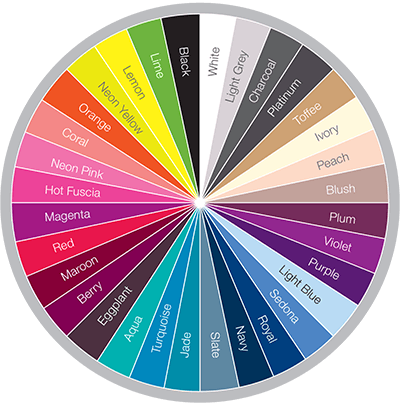 White
Light Grey
Charcoal
Platinum
Toffee
Ivory
Peach
Blush
Plum
Violet
Purple
Light Blue
Sedona
Royal
Navy
Slate
Jade
Turquoise
Aqua
Eggplant
Berry
Maroon
Red
Magenta
Hot Fuscia
Neon Pink
Coral
Orange
Neon Yellow
Lemon
Lime
Black